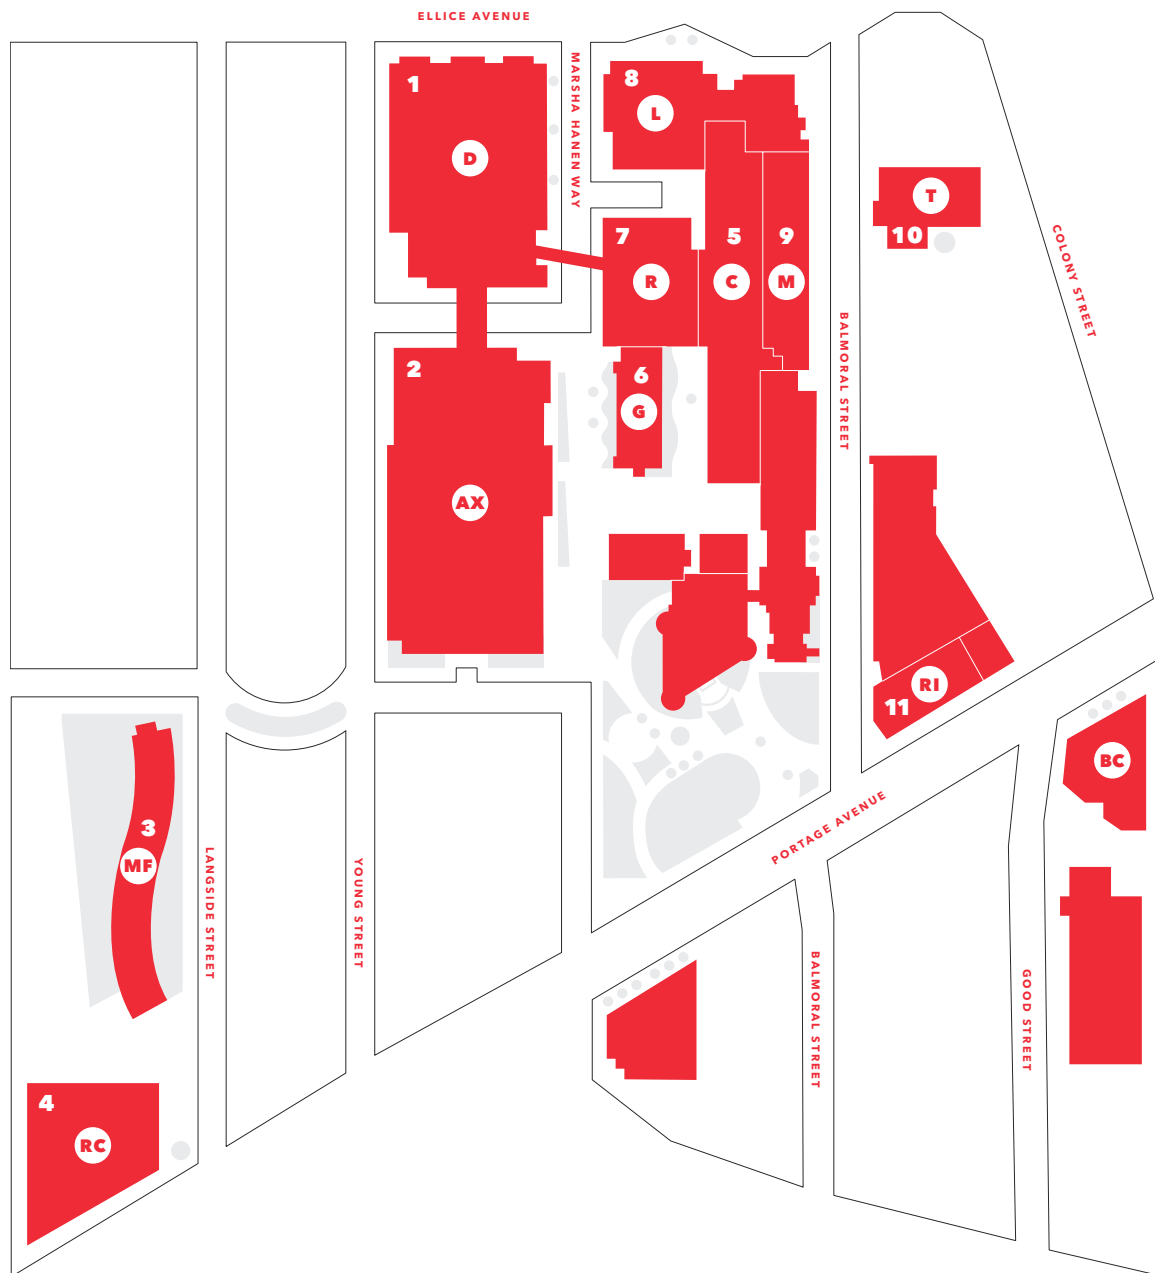 ELLICE AVENUE
MARSHA HANEN WAY
1
D
8
L
T
10
COLONY STREET
7
R
5
C
9
M
BALMORAL STREET
2
6
G
AX
RI
11
BC
PORTAGE AVENUE
3
MF
LANGSIDE STREET
YOUNG STREET
BALMORAL STREET
GOOD STREET
4
RC